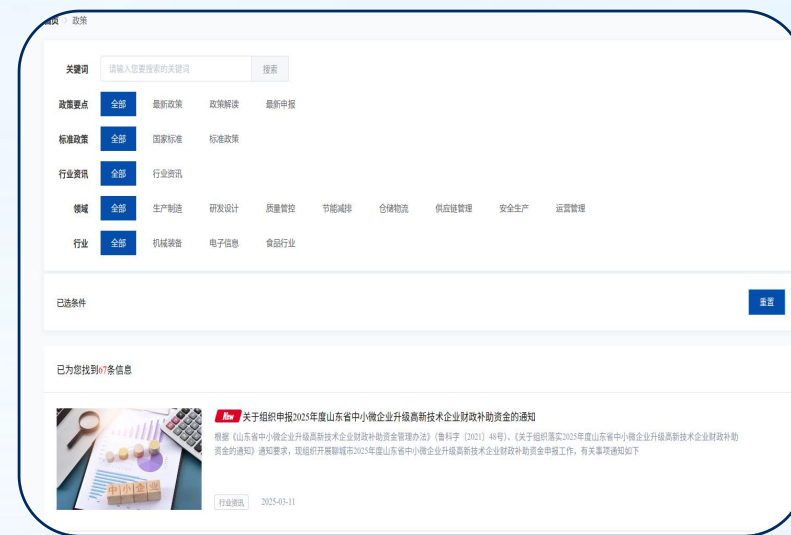 首页 > 政策
关键词 请输入您要搜索的关键词 搜索
政策要点 全部 最新政策 政策解读 最新申报
标准政策 全部 国家标准 标准政策
行业资讯 全部 行业资讯
领域 全部 生产制造 研发设计 质量管控 节能减排 仓储物流 供应链管理 安全生产 运营管理
行业 全部 机械装备 电子信息 食品行业
已选条件 重置
已为您找到67条信息
New 关于组织申报2025年度山东省中小微企业升级高新技术企业财政补助资金的通知
根据《山东省中小微企业升级高新技术企业财政补助资金管理办法》(鲁科字〔2021〕48号)、《关于组织落实2025年度山东省中小微企业升级高新技术企业财政补助
资金的通知》通知要求，现组织开展聊城市2025年度山东省中小微企业升级高新技术企业财政补助资金申报工作，有关事项通知如下
中小企业
行业资讯 2025-03-11